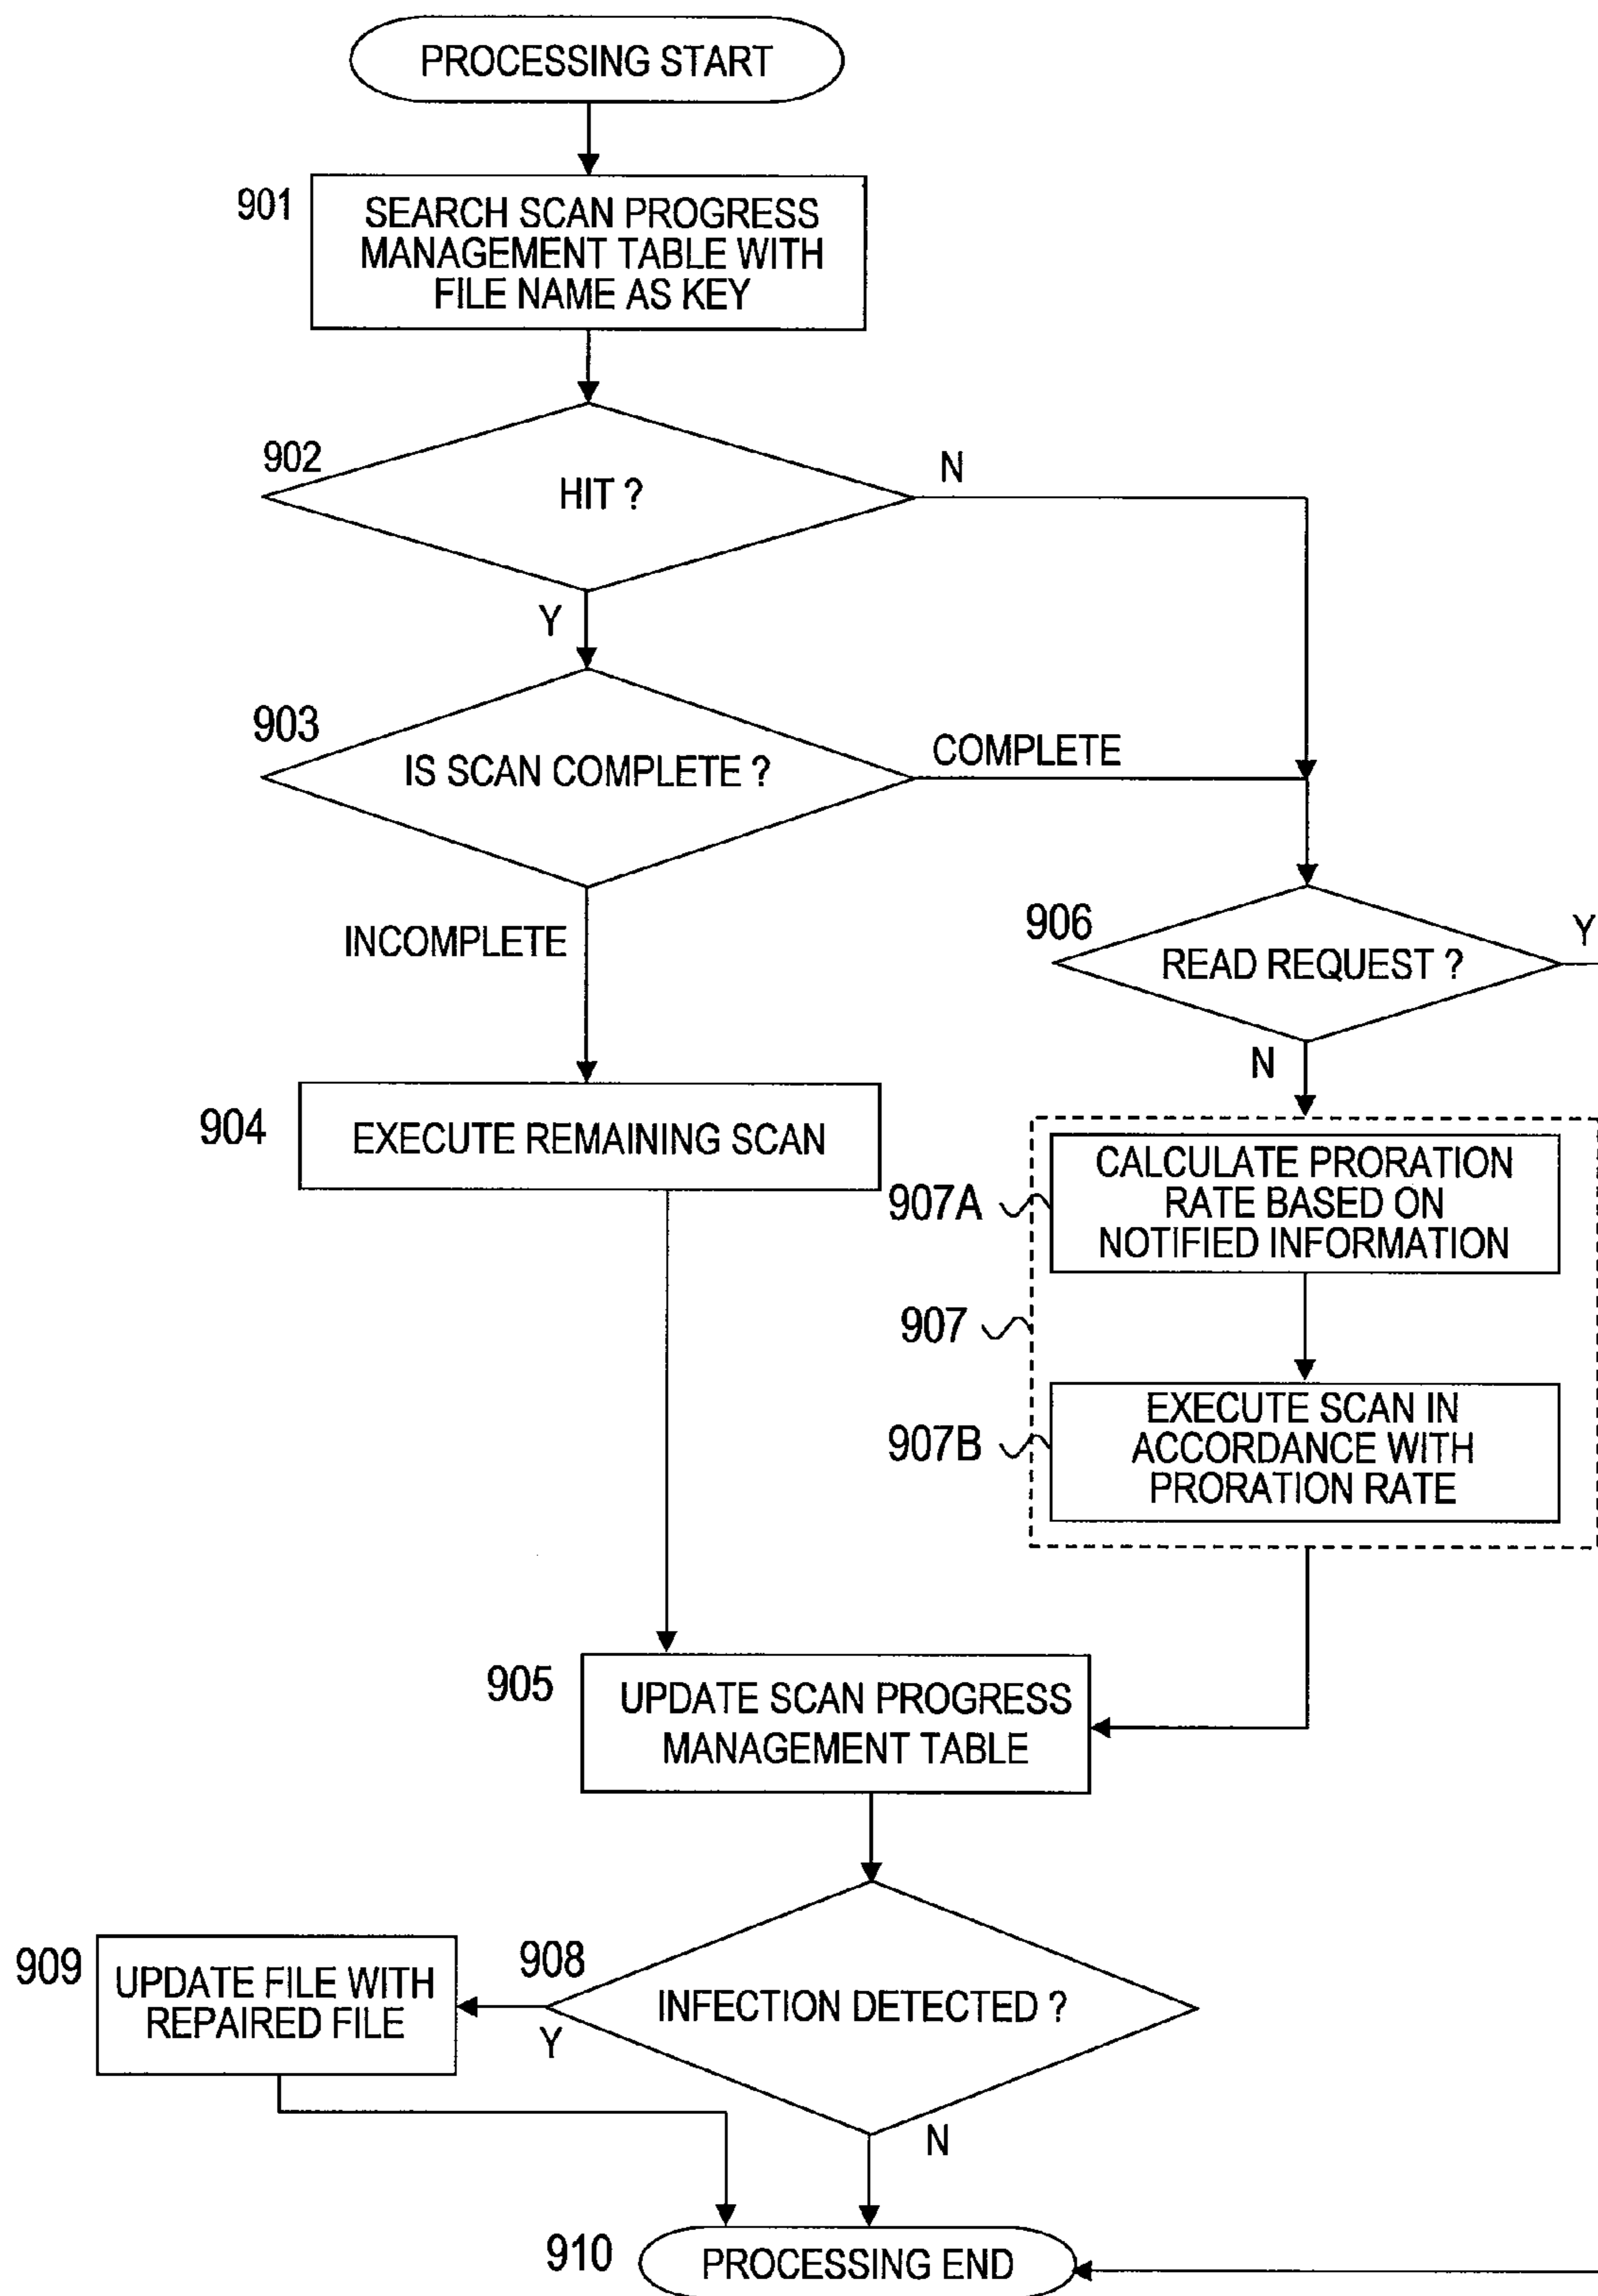 PROCESSING START
901
SEARCH SCAN PROGRESS
MANAGEMENT TABLE WITH
FILE NAME AS KEY
902
HIT ?
N
Y
903
IS SCAN COMPLETE ?
COMPLETE
INCOMPLETE
906
READ REQUEST ?
Y
N
904
EXECUTE REMAINING SCAN
907A
CALCULATE PRORATION
RATE BASED ON
NOTIFIED INFORMATION
907
907B
EXECUTE SCAN IN
ACCORDANCE WITH
PRORATION RATE
905
UPDATE SCAN PROGRESS
MANAGEMENT TABLE
908
INFECTION DETECTED ?
Y
N
909
UPDATE FILE WITH
REPAIRED FILE
910
PROCESSING END